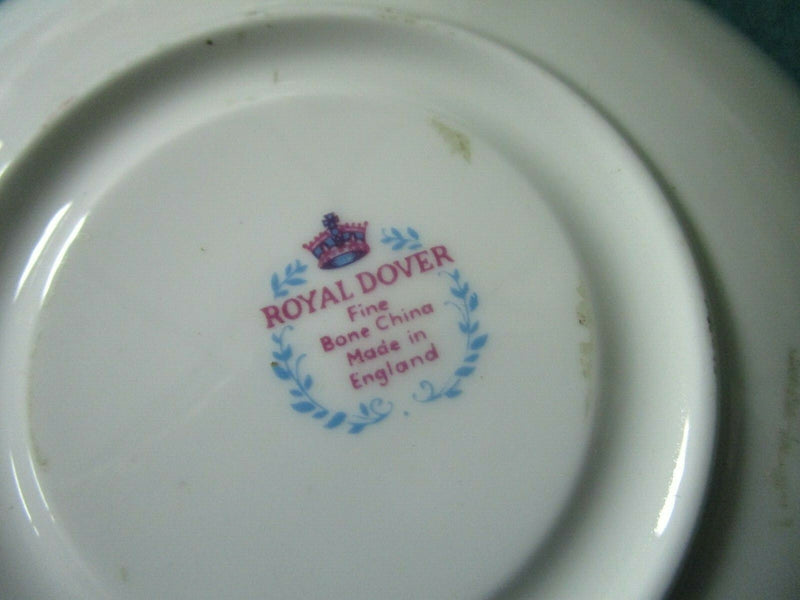 ROYAL DOVER
Fine
Bone China
Made in
England